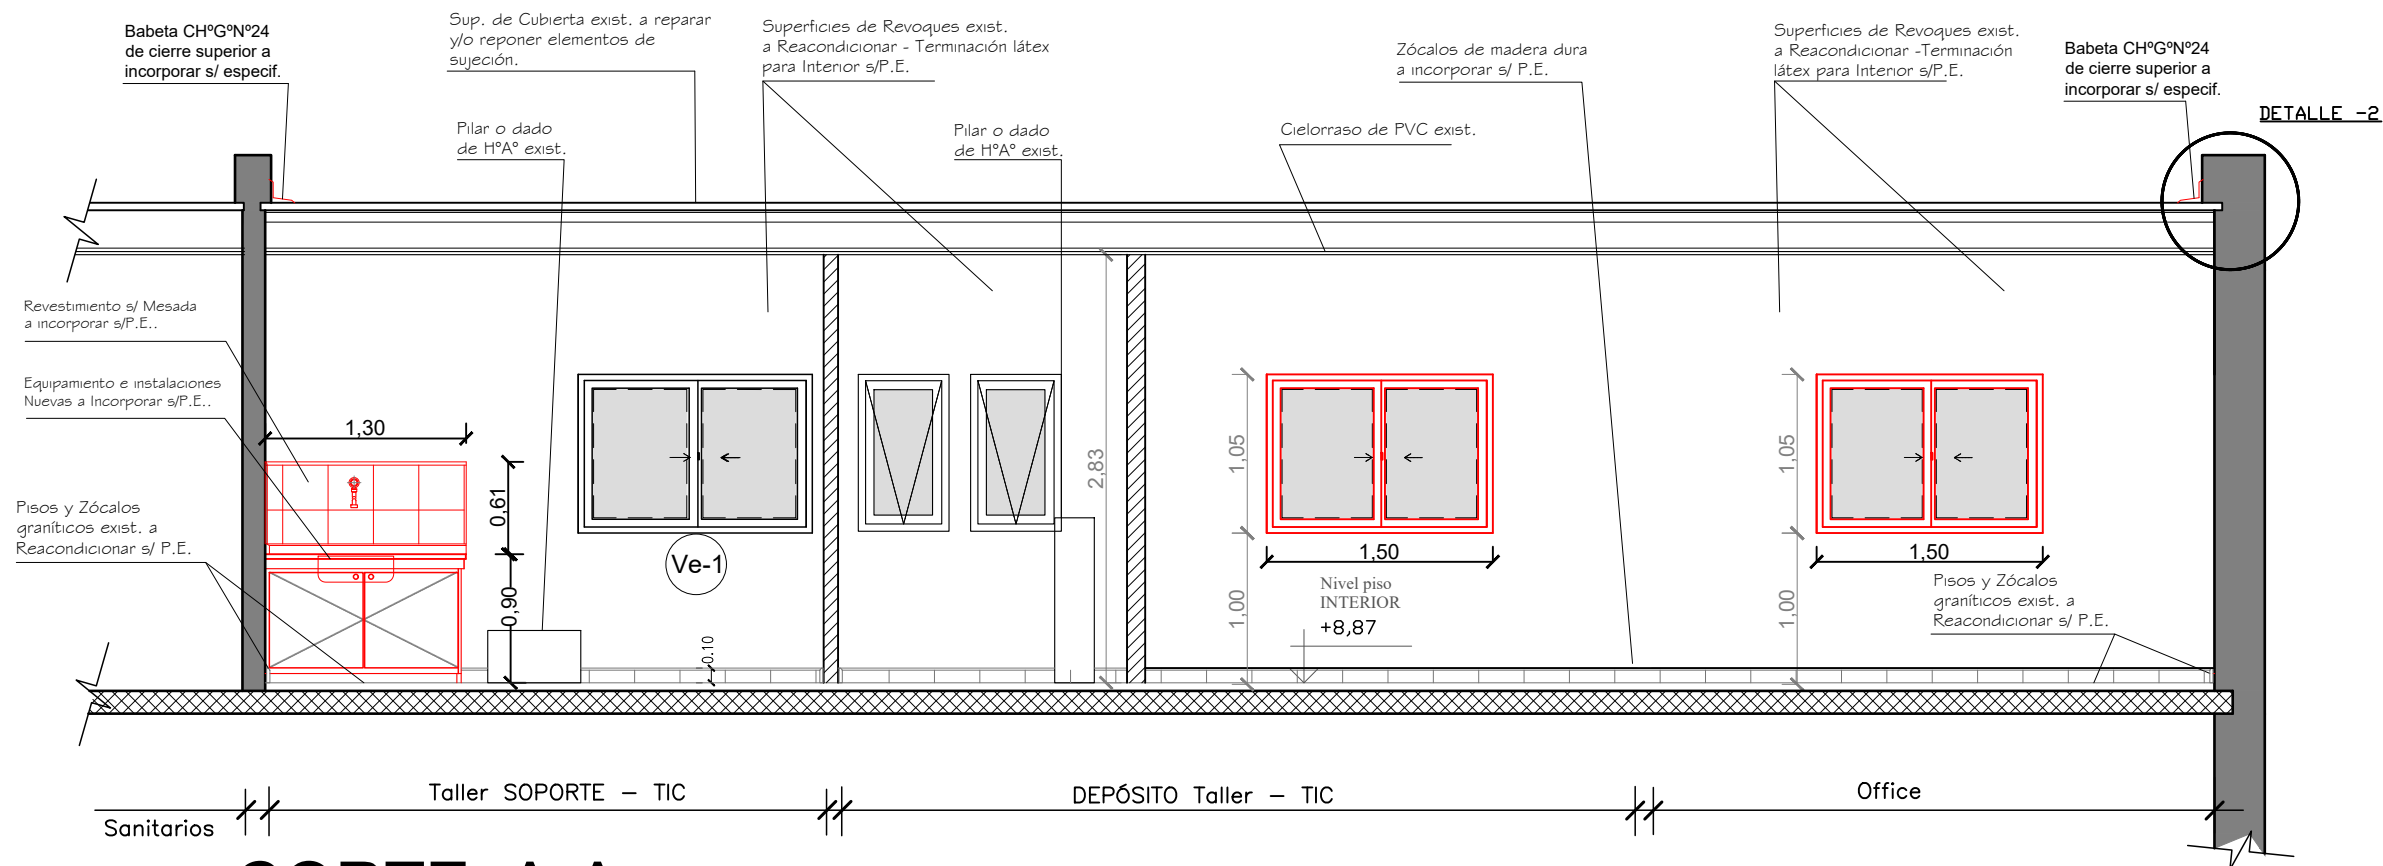 Babeta CHºGºNº24
de cierre superior a
incorporar s/ especif.
Sup. de Cubierta exist. a reparar
y/o reponer elementos de
sujeción.
Superficies de Revoques exist.
a Reacondicionar - Terminación látex
para Interior s/P.E.
Zócalos de madera dura
a incorporar s/ P.E.
Superficies de Revoques exist.
a Reacondicionar -Terminación
látex para Interior s/P.E.
Babeta CHºGºNº24
de cierre superior a
incorporar s/ especif.
DETALLE -2
Pilar o dado
de HºAº exist.
Pilar o dado
de HºAº exist.
Cielorraso de PVC exist.
Revestimiento s/ Mesada
a incorporar s/P.E..
Equipamiento e instalaciones
Nuevas a Incorporar s/P.E..
Pisos y Zócalos
graníticos exist. a
Reacondicionar s/ P.E.
1,30
0,61
0,90
Ve-1
0.10
2,83
1,05
1,50
1,00
Nivel piso
INTERIOR
+8,87
1,05
1,50
1,00
Pisos y Zócalos
graníticos exist. a
Reacondicionar s/ P.E.
Sanitarios
Taller SOPORTE - TIC
DEPÓSITO Taller - TIC
Office
CORTE A-A